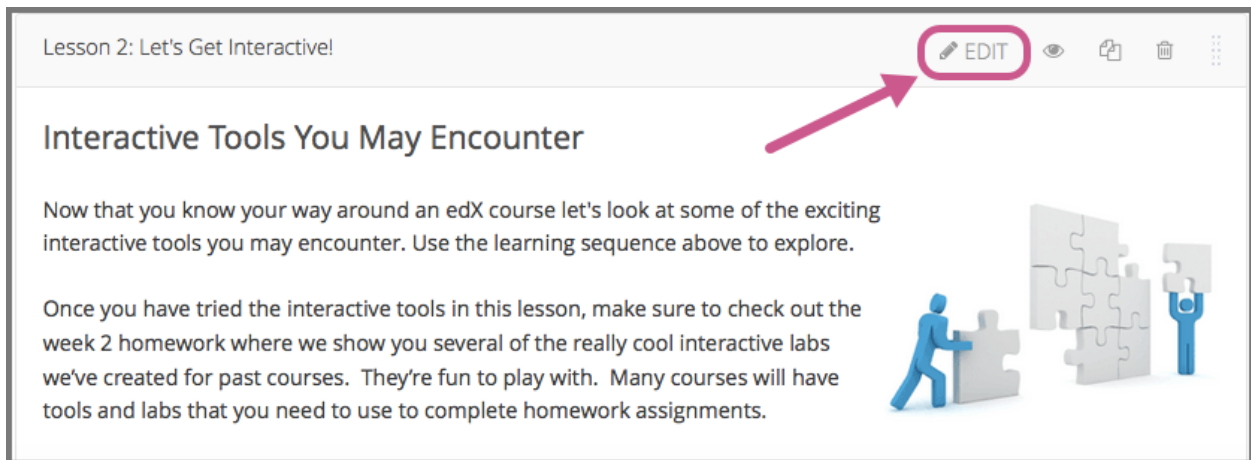 Lesson 2: Let's Get Interactive!
EDIT
Interactive Tools You May Encounter
Now that you know your way around an edX course let's look at some of the exciting
interactive tools you may encounter. Use the learning sequence above to explore.
Once you have tried the interactive tools in this lesson, make sure to check out the
week 2 homework where we show you several of the really cool interactive labs
we've created for past courses.  They're fun to play with.  Many courses will have
tools and labs that you need to use to complete homework assignments.